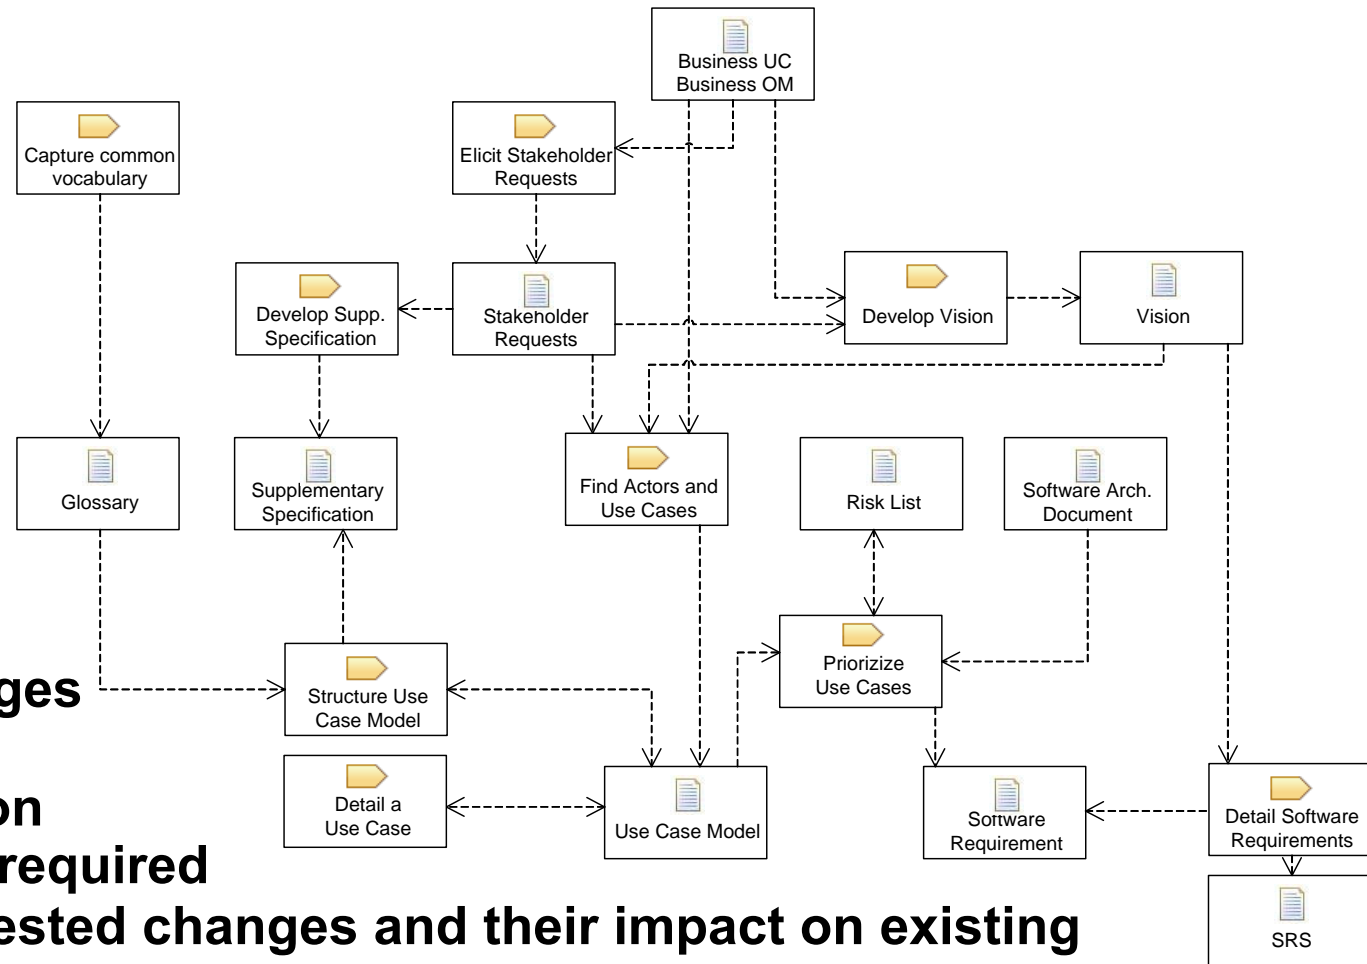 Business UC
Business OM
Capture common
vocabulary
Elicit Stakeholder
Requests
Develop Supp.
Specification
Stakeholder
Requests
Develop Vision
Vision
Glossary
Supplementary
Specification
Find Actors and
Use Cases
Risk List
Software Arch.
Document
Structure Use
Case Model
Priorizize
Use Cases
ges
Detail a
Use Case
Use Case Model
Software
Requirement
Detail Software
Requirements
on
required
ested changes and their impact on existing
SRS